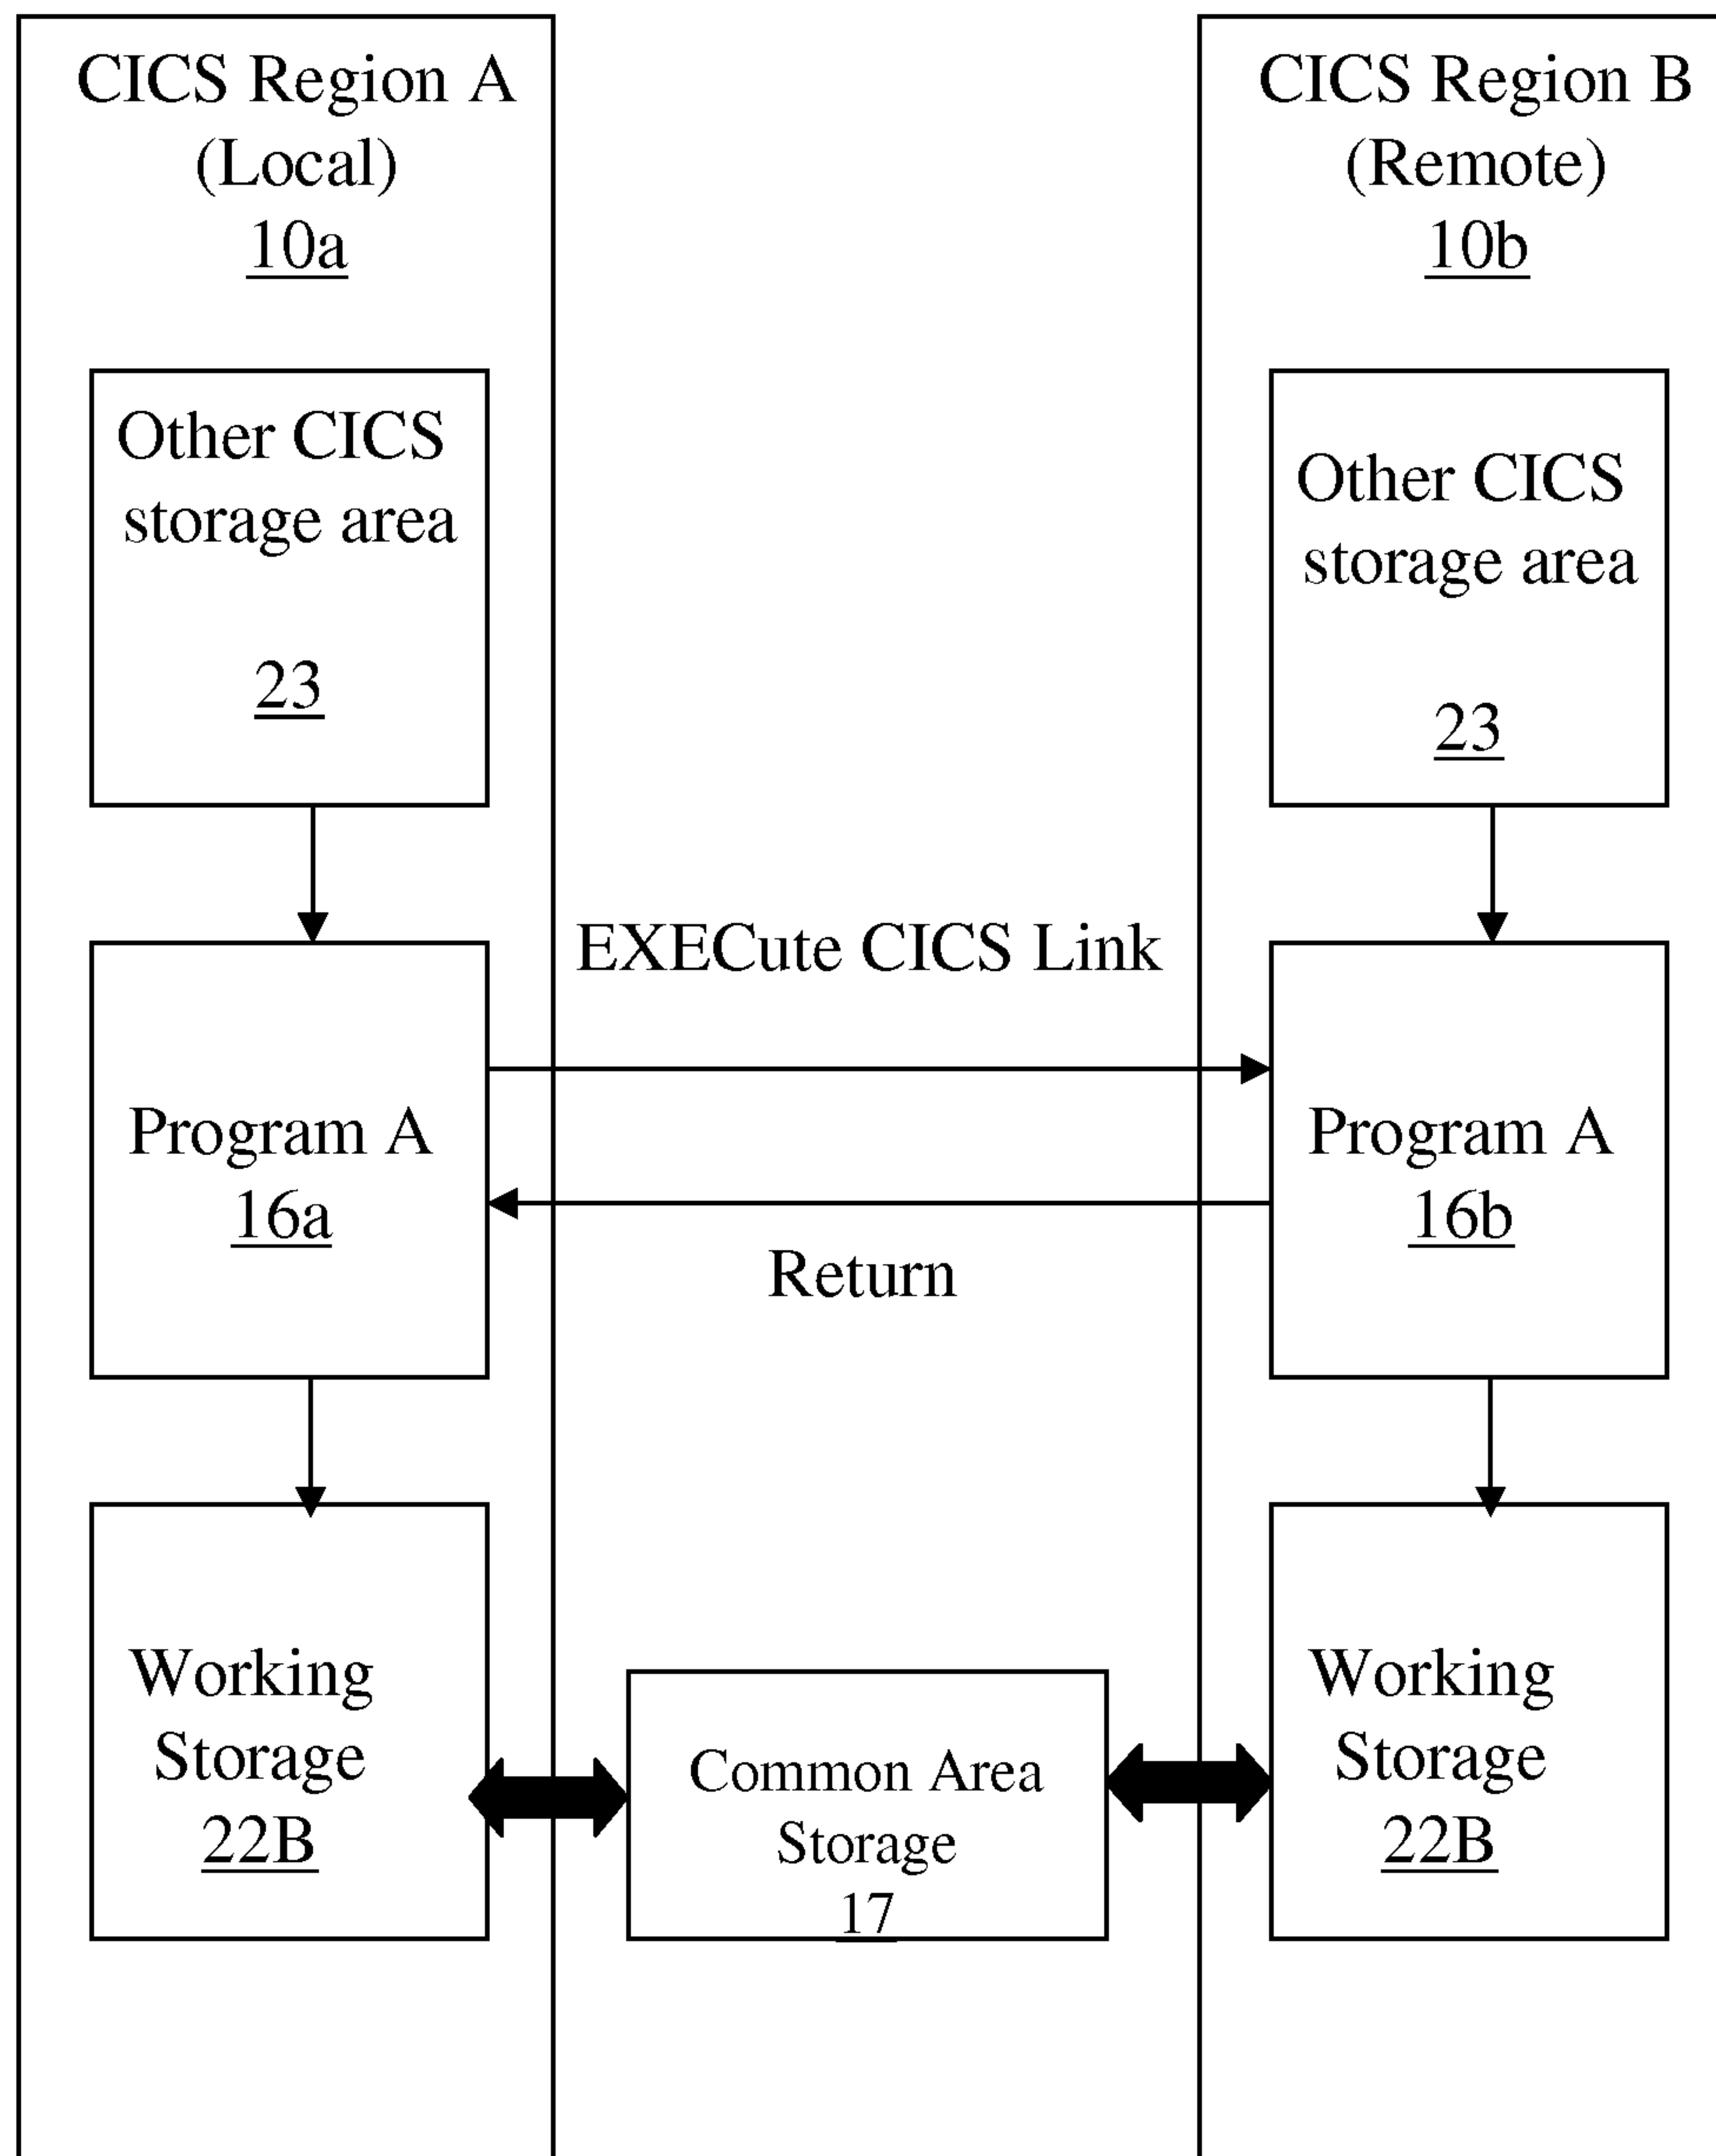 CICS Region A
(Local)
10a
Other CICS
storage area
23
Program A
16a
Working
Storage
22B
EXECute CICS Link
Return
Common Area
Storage
17
CICS Region B
(Remote)
10b
Other CICS
storage area
23
Program A
16b
Working
Storage
22B